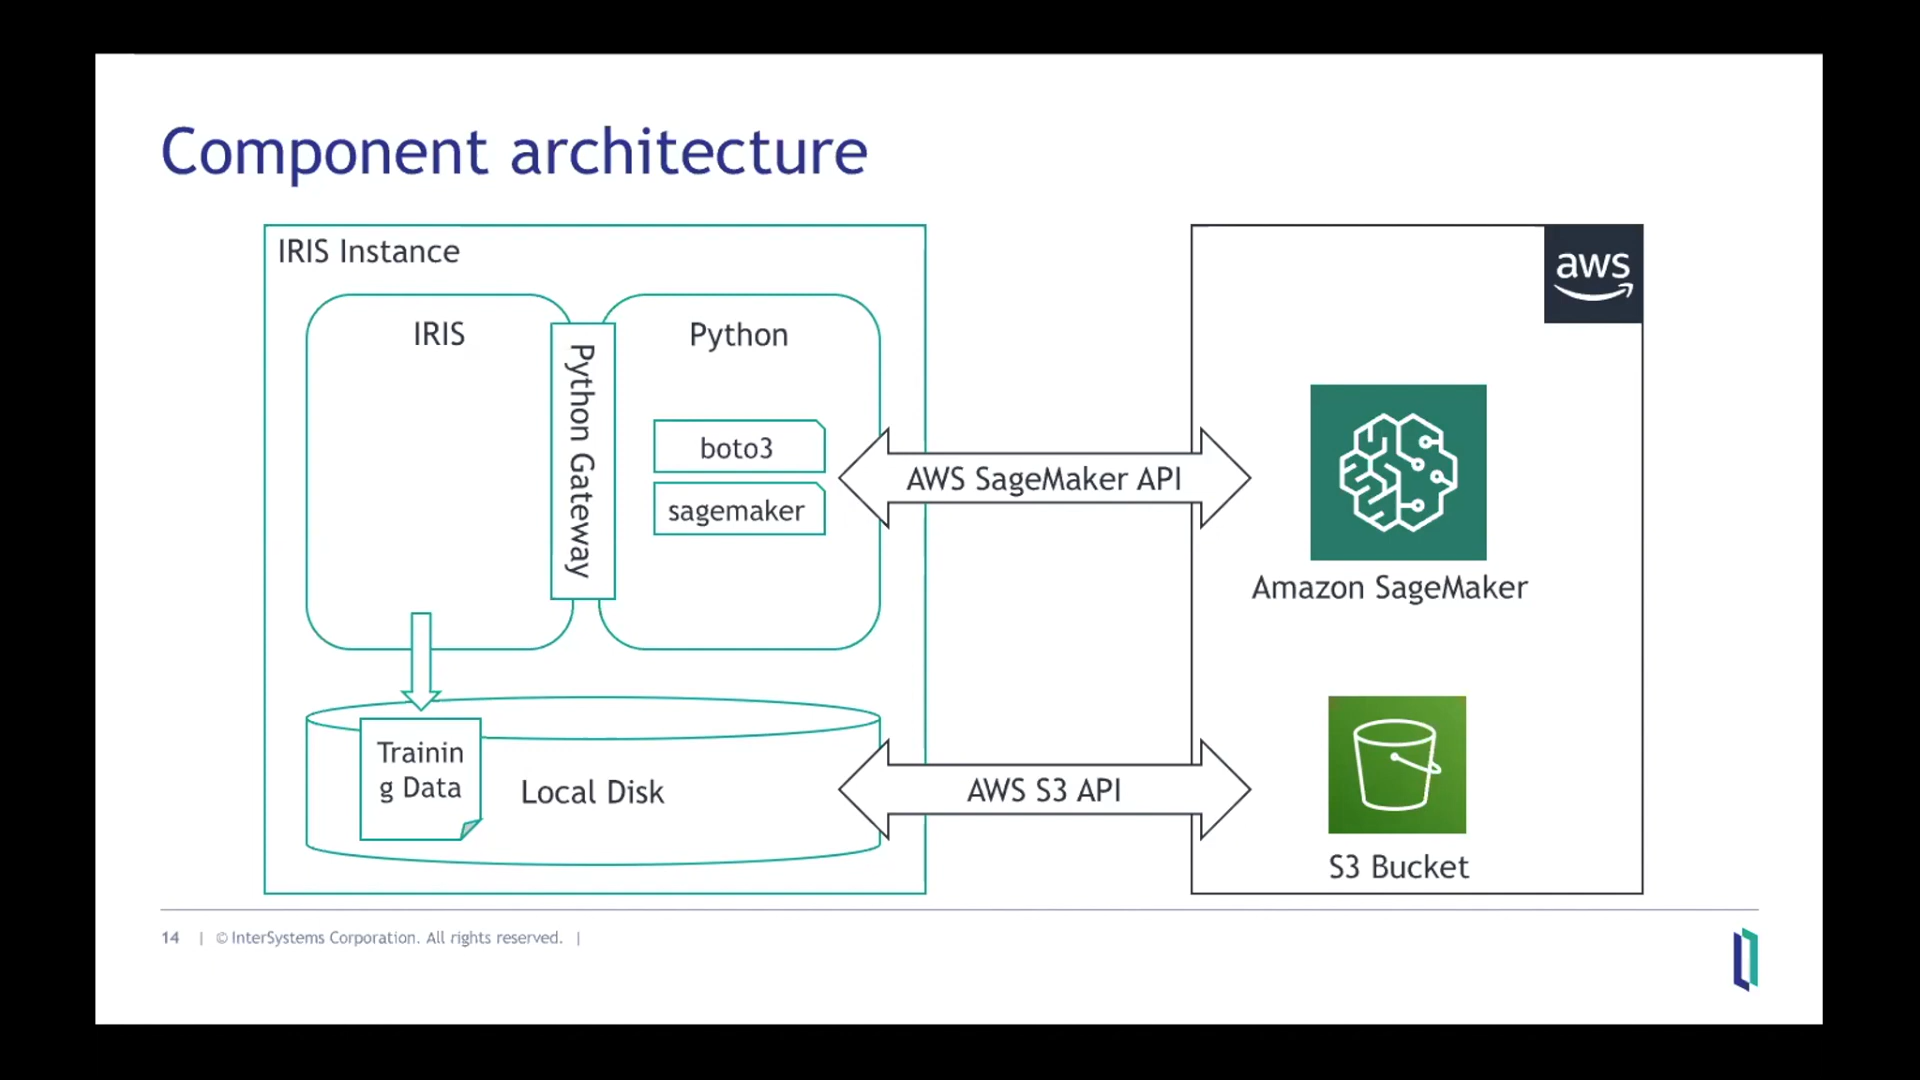 Component architecture
IRIS Instance
IRIS
Python Gateway
Python
boto3
sagemaker
Trainin
g Data
Local Disk
AWS SageMaker API
AWS S3 API
aws
Amazon SageMaker
S3 Bucket
14 | © InterSystems Corporation. All rights reserved. |